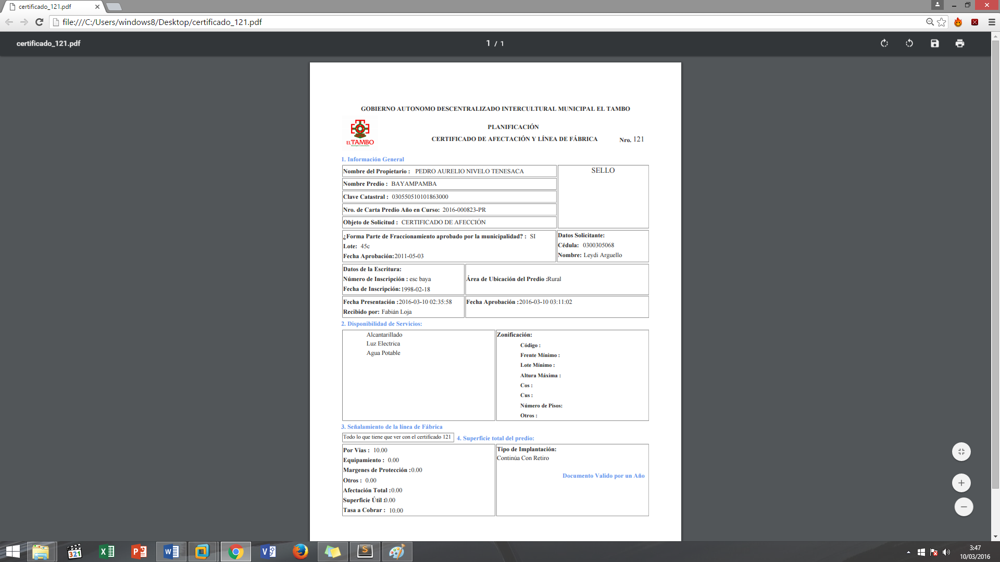 certificado_121.pdf
file:///C:/Users/windows8/Desktop/certificado_121.pdf
certificado_121.pdf
1 / 1
GOBIERNO AUTONOMO DESCENTRALIZADO INTERCULTURAL MUNICIPAL EL TAMBO
EL TAMBO
PLANIFICACIÓN
CERTIFICADO DE AFECTACIÓN Y LÍNEA DE FÁBRICA
Nro. 121
1. Información General
Nombre del Propietario : PEDRO AURELIO NIVELO TENESACA
SELLO
Nombre Predio : BAYAMPAMBA
Clave Catastral : 030550510101863000
Nro. de Carta Predio Año en Curso: 2016-000823-PR
Objeto de Solicitud : CERTIFICADO DE AFECCIÓN
¿Forma Parte de Fraccionamiento aprobado por la municipalidad? : SI
Lote: 45c
Fecha Aprobación:2011-05-03
Datos Solicitante:
Cédula: 0300305068
Nombre: Leydi Arguello
Datos de la Escritura:
Número de Inscripción : esc baya
Fecha de Inscripción:1998-02-18
Área de Ubicación del Predio :Rural
Fecha Presentación :2016-03-10 02:35:58
Recibido por: Fabián Loja
Fecha Aprobación :2016-03-10 03:11:02
2. Disponibilidad de Servicios:
Alcantarillado
Luz Electrica
Agua Potable
Zonificación:
Código :
Frente Mínimo :
Lote Mínimo :
Altura Máxima :
Cos :
Cus :
Número de Pisos:
Otros :
3. Señalamiento de la línea de Fábrica
Todo lo que tiene que ver con el certificado 121
4. Superficie total del predio:
Por Vias : 10.00
Equipamiento : 0.00
Margenes de Protección :0.00
Otros : 0.00
Afectación Total :0.00
Superficie Útil :0.00
Tasa a Cobrar : 10.00
Tipo de Implantación:
Continúa Con Retiro
Documento Valido por un Año
321
3:47
10/03/2016